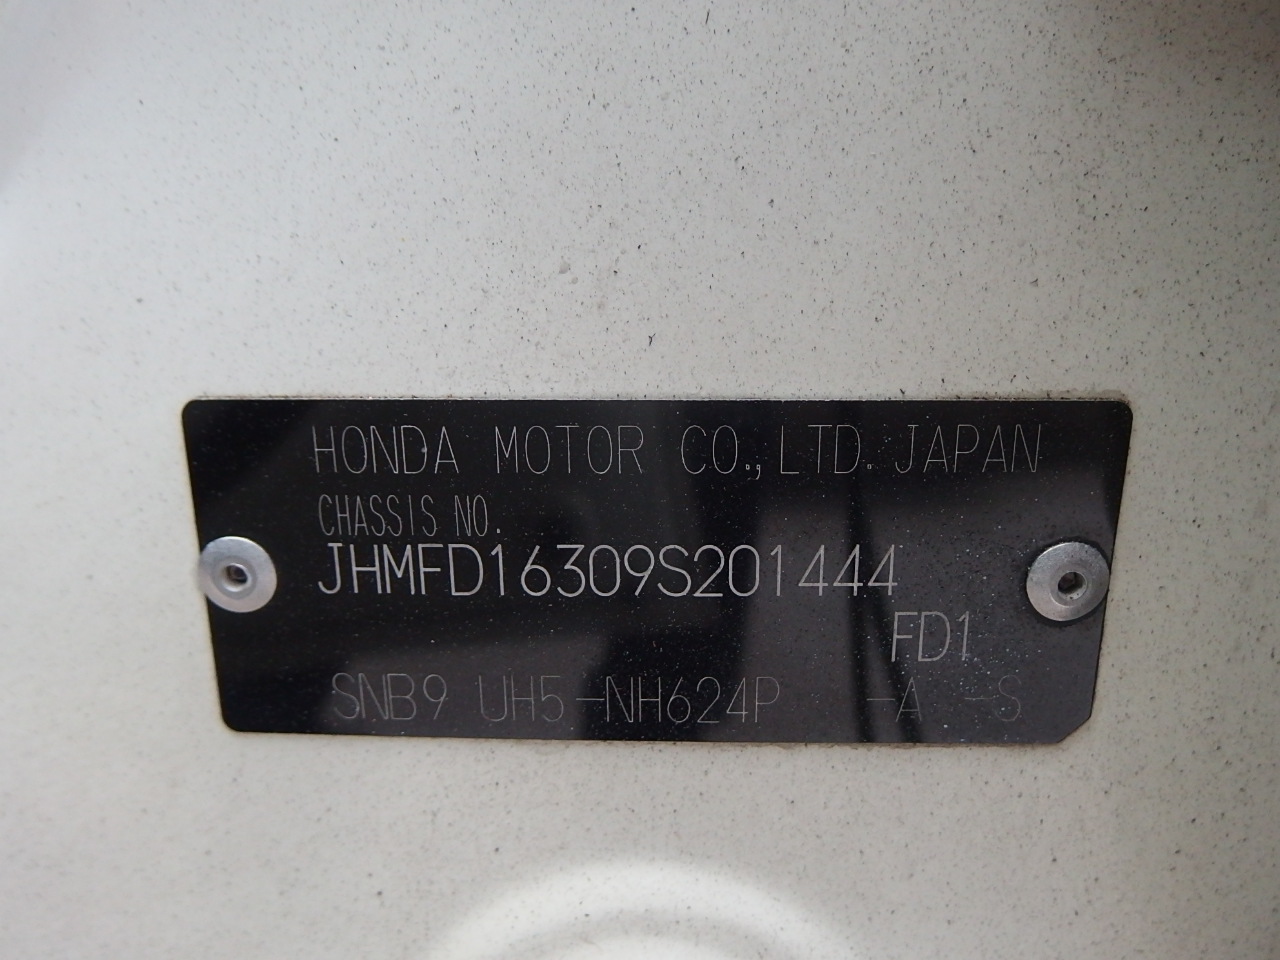 HONDA MOTOR CO.,LTD. JAPAN
CHASSIS NO.
JHMFD16309S201444
FD1
SNB9 UH5-NH624P -A -S